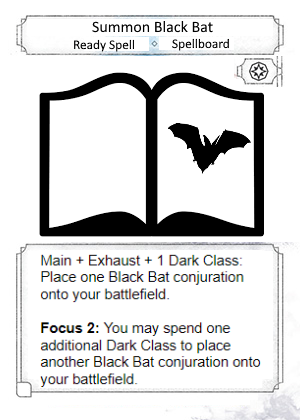 Summon Black Bat
Ready Spell Spellboard
Main + Exhaust + 1 Dark Class:
Place one Black Bat conjuration
onto your battlefield.
Focus 2: You may spend one
additional Dark Class to place
another Black Bat conjuration onto
your battlefield.